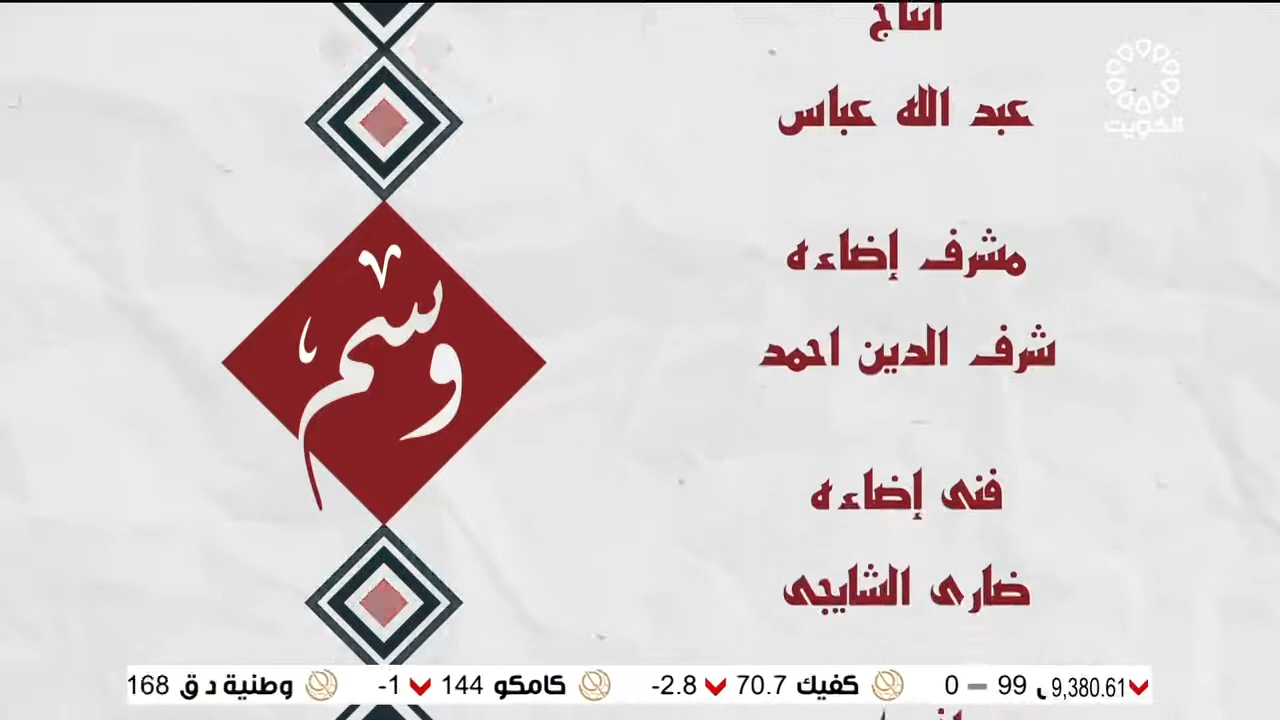 انتاج
الكويت
عبد الله عباس
مشرف إضاءه
شرف الدين احمد
وسم
فنى إضاءه
ضارى الشايجى
9,380.61 99 0 كفيك 70.7 -2.8 كامكو 144 -1 وطنية د ق 168